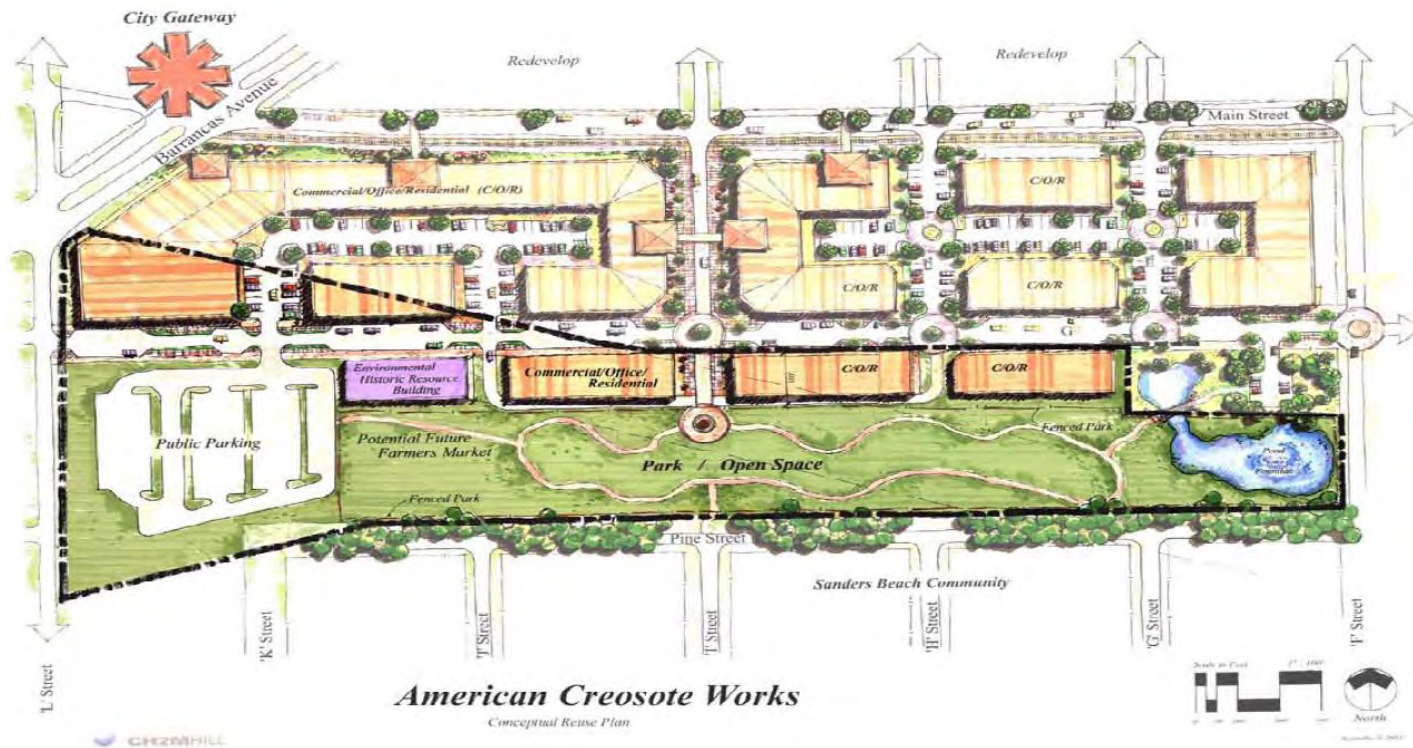 City Gateway
Redevelop
Redevelop
Barrancas Avenue
Main Street
Commercial/Office/Residential (C/O/R)
C/O/R
C/O/R
C/O/R
G
Environmental
Historic Resource
Building
Commercial/Office/
Residential
C/O/R
C/O/R
Public Parking
Potential Future
Farmers Market
Fenced Park
Park / Open Space
Pond
Fenced Park
Pine Street
Sanders Beach Community
'L' Street
'K' Street
'H' Street
'G' Street
'F' Street
American Creosote Works
Conceptual Reuse Plan
North
CH2MHILL